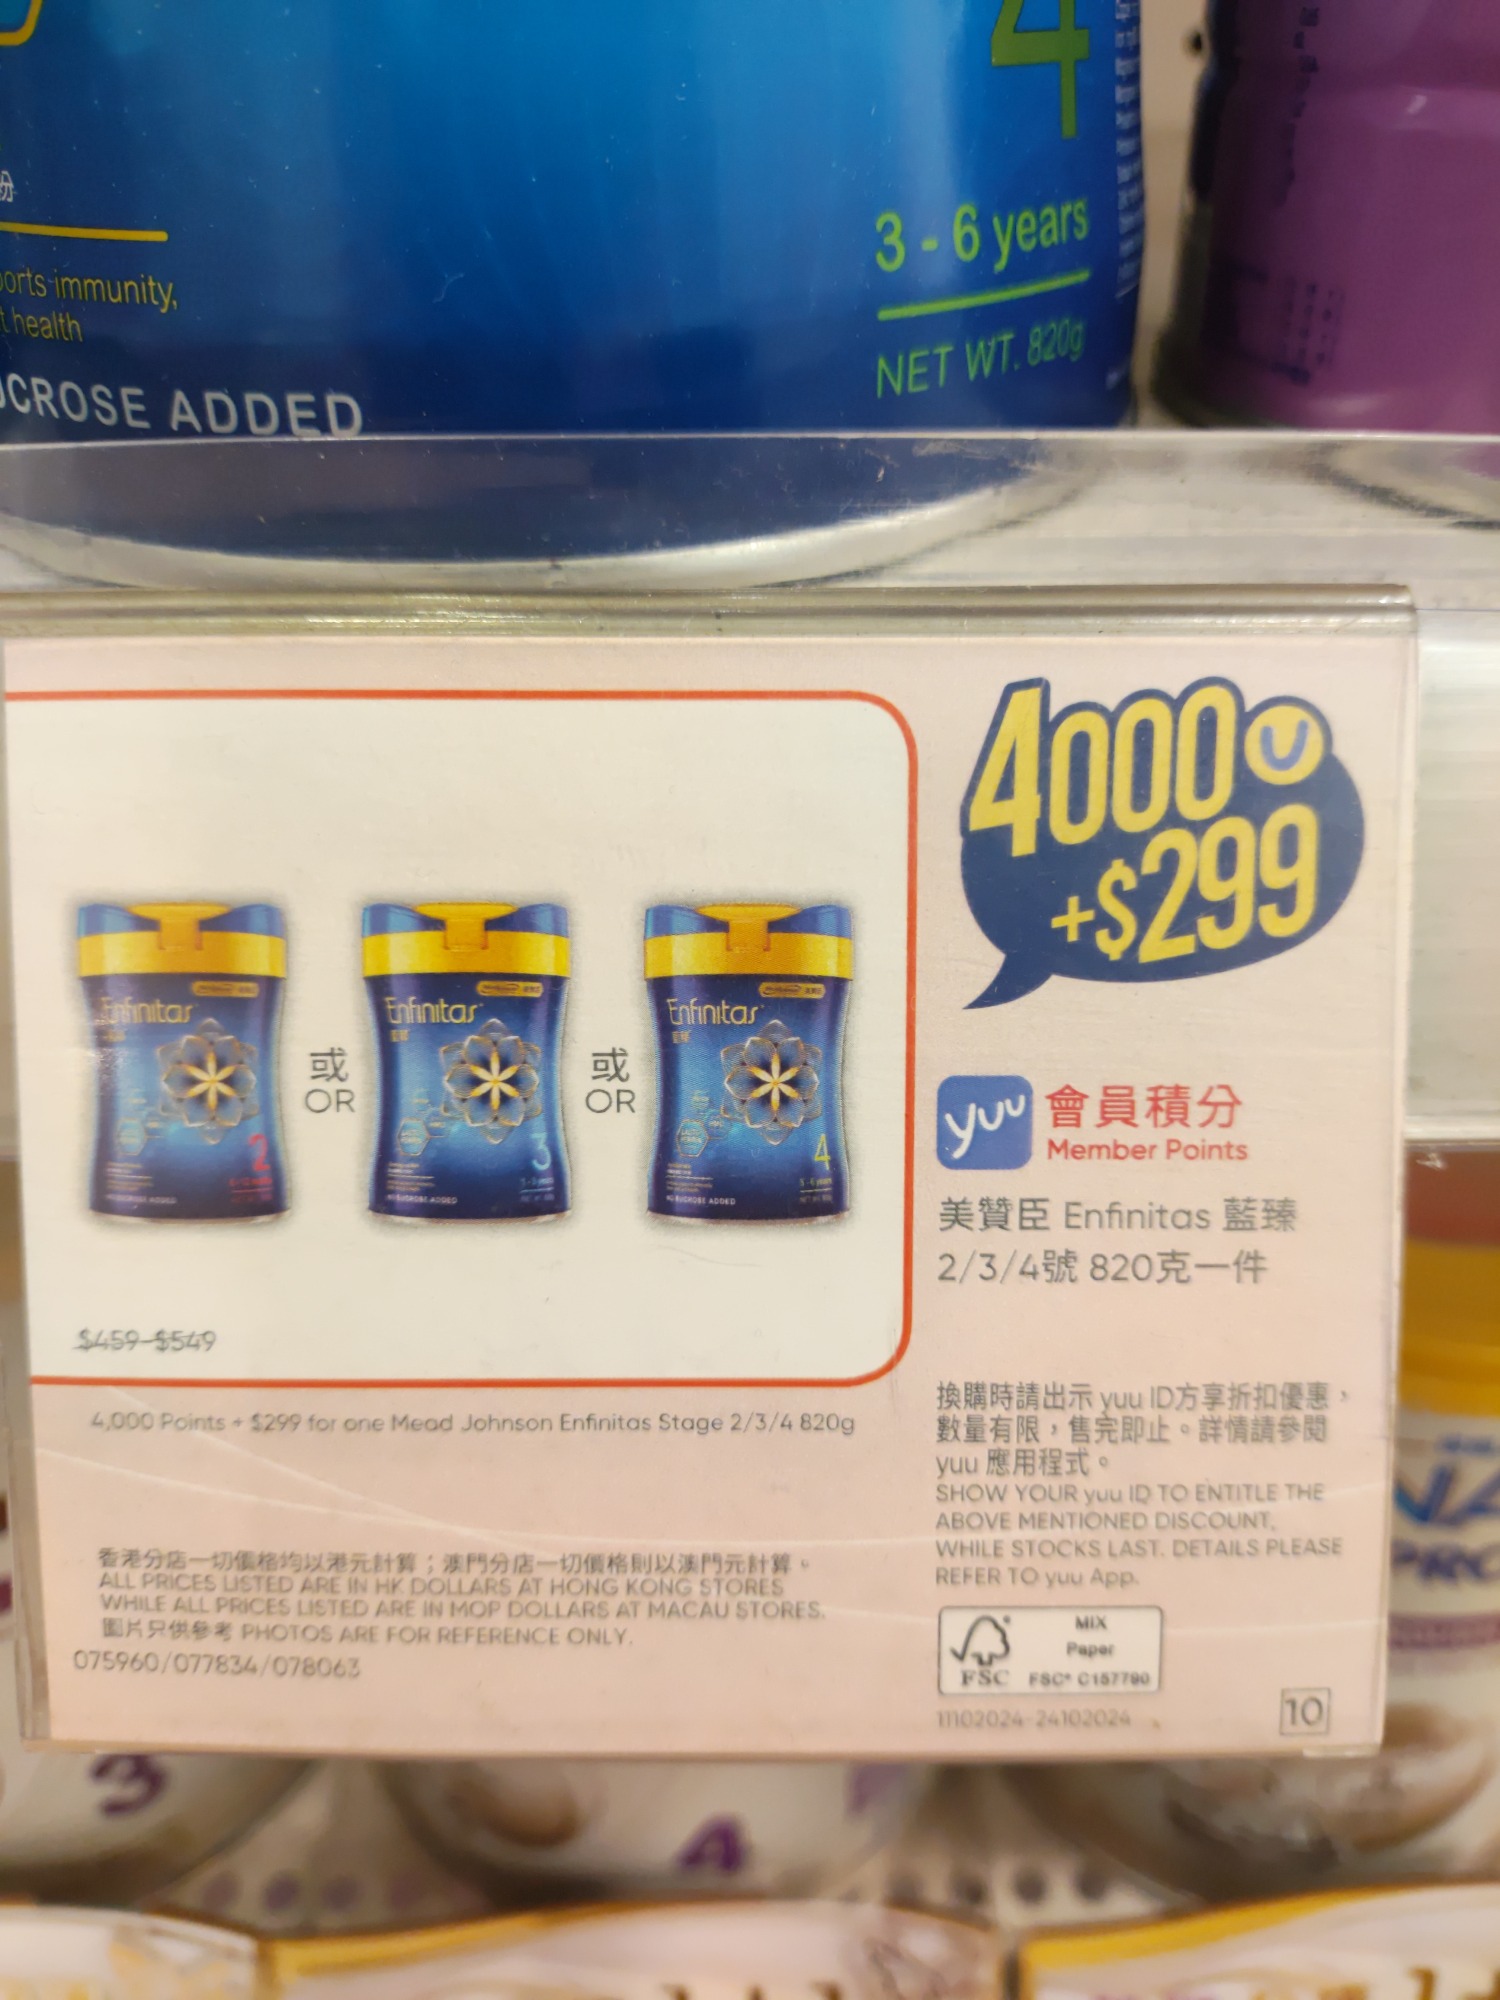 4
3 - 6 years
NET WT. 820g
粉
orts immunity,
health
UCROSE ADDED
4000
+$299
Enfinitas
Enfinitas
Enfinitas
或
OR
或
OR
2
3
4
NO SUCROSE ADDED
NO SUCROSE ADDED
yuu 會員積分
Member Points
美贊臣 Enfinitas 藍臻
2/3/4號 820克一件
$459-$549
4,000 Points + $299 for one Mead Johnson Enfinitas Stage 2/3/4 820g
換購時請出示 yuu ID方享折扣優惠，
數量有限，售完即止。詳情請參閱
yuu 應用程式。
SHOW YOUR yuu ID TO ENTITLE THE
ABOVE MENTIONED DISCOUNT,
WHILE STOCKS LAST. DETAILS PLEASE
REFER TO yuu App.
香港分店一切價格均以港元計算；澳門分店一切價格則以澳門元計算。
ALL PRICES LISTED ARE IN HK DOLLARS AT HONG KONG STORES
WHILE ALL PRICES LISTED ARE IN MOP DOLLARS AT MACAU STORES.
圖片只供參考 PHOTOS ARE FOR REFERENCE ONLY.
075960/077834/078063
MIX
Paper
FSC FSC® C157790
11102024-24102024
10
3
4